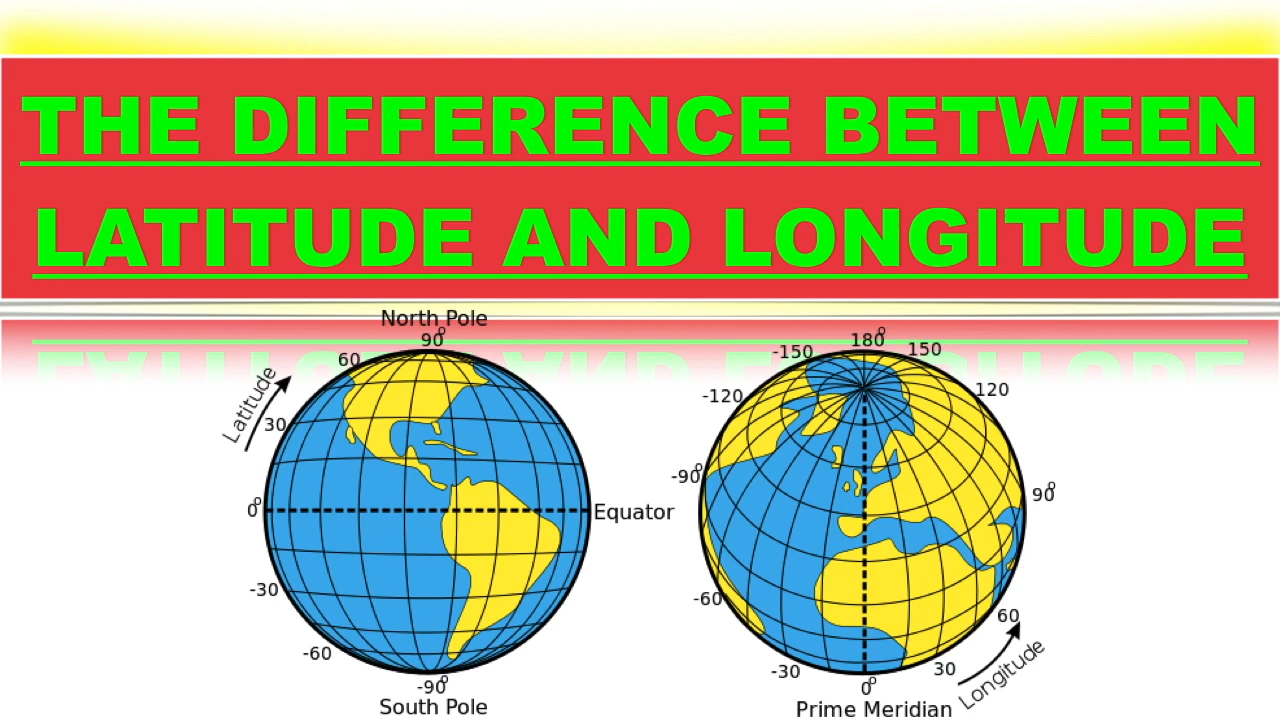 THE DIFFERENCE BETWEEN
LATITUDE AND LONGITUDE
North Pole
90°
60
Latitude
30
0°
Equator
-30
-60
-90°
South Pole
180°
-150
150
-120
120
-90°
90°
-60
60
-30
30
Longitude
0°
Prime Meridian